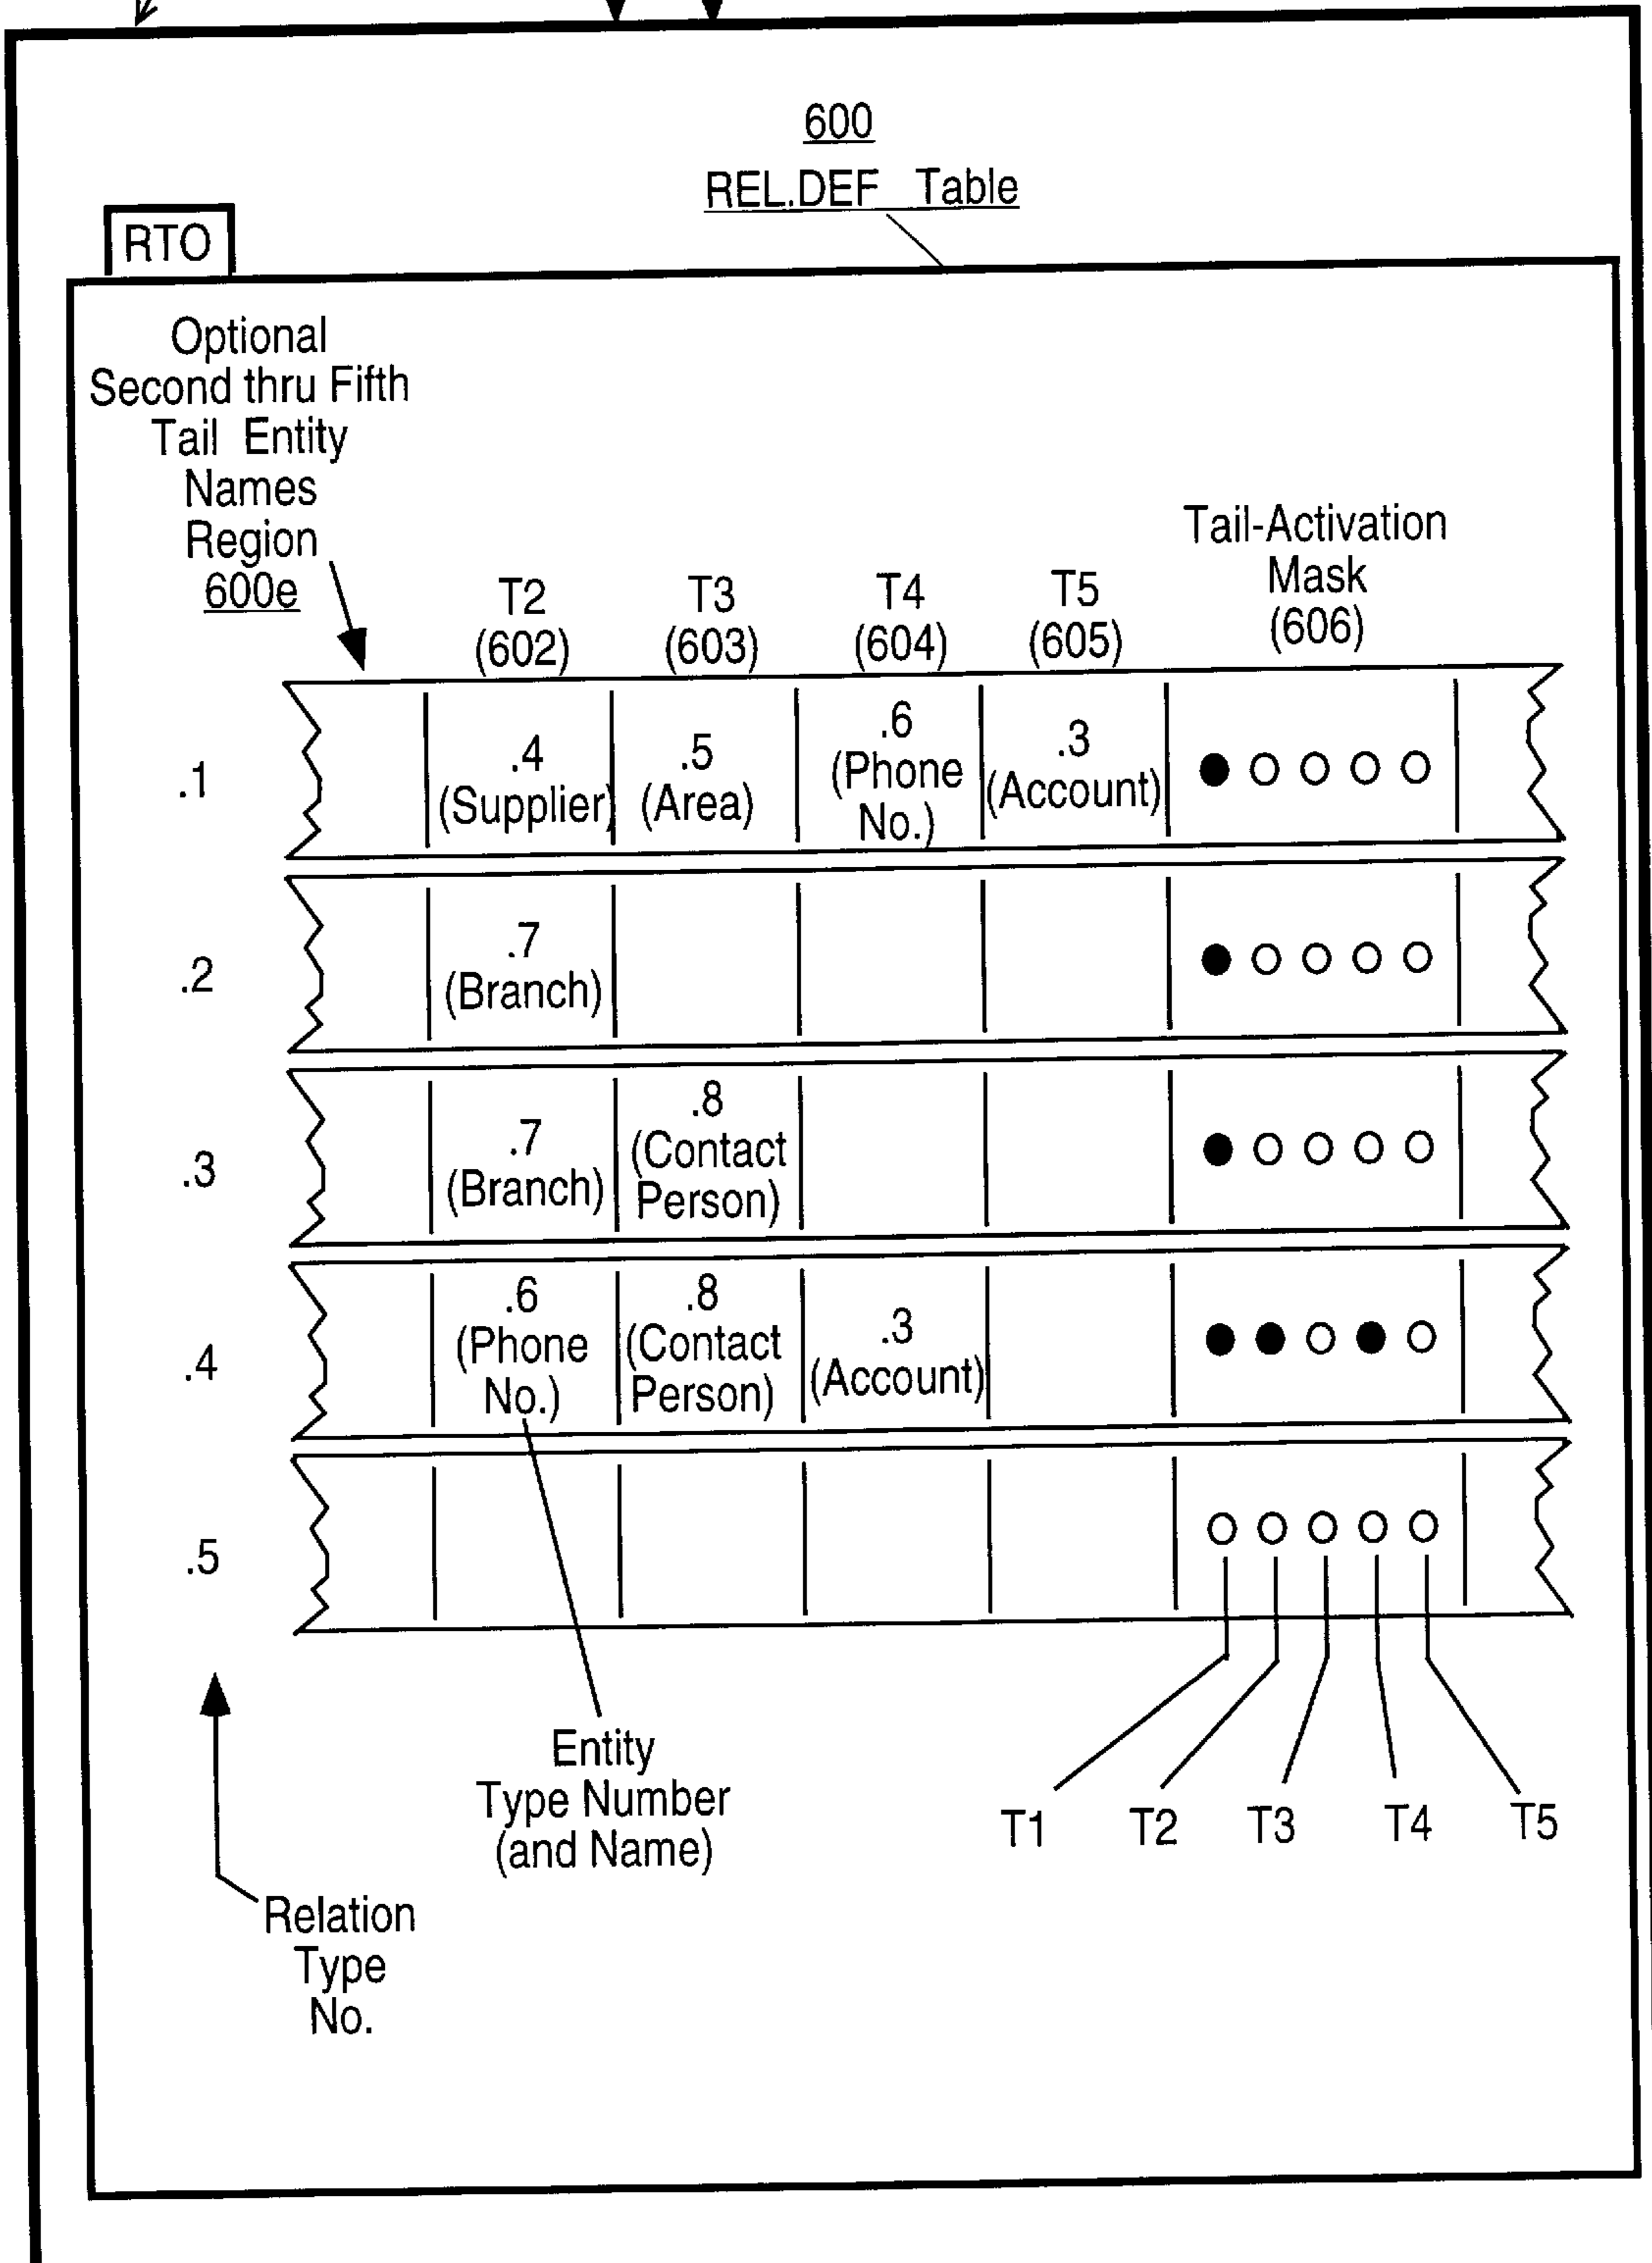 600
REL.DEF Table
RTO
Optional
Second thru Fifth
Tail Entity
Names
Region
600e
T2
(602)
T3
(603)
T4
(604)
T5
(605)
Tail-Activation
Mask
(606)
.1
.4
(Supplier)
.5
(Area)
.6
(Phone
No.)
.3
(Account)
.2
.7
(Branch)
.3
.7
(Branch)
.8
(Contact
Person)
.4
.6
(Phone
No.)
.8
(Contact
Person)
.3
(Account)
.5
T1
T2
T3
T4
T5
Entity
Type Number
(and Name)
Relation
Type
No.